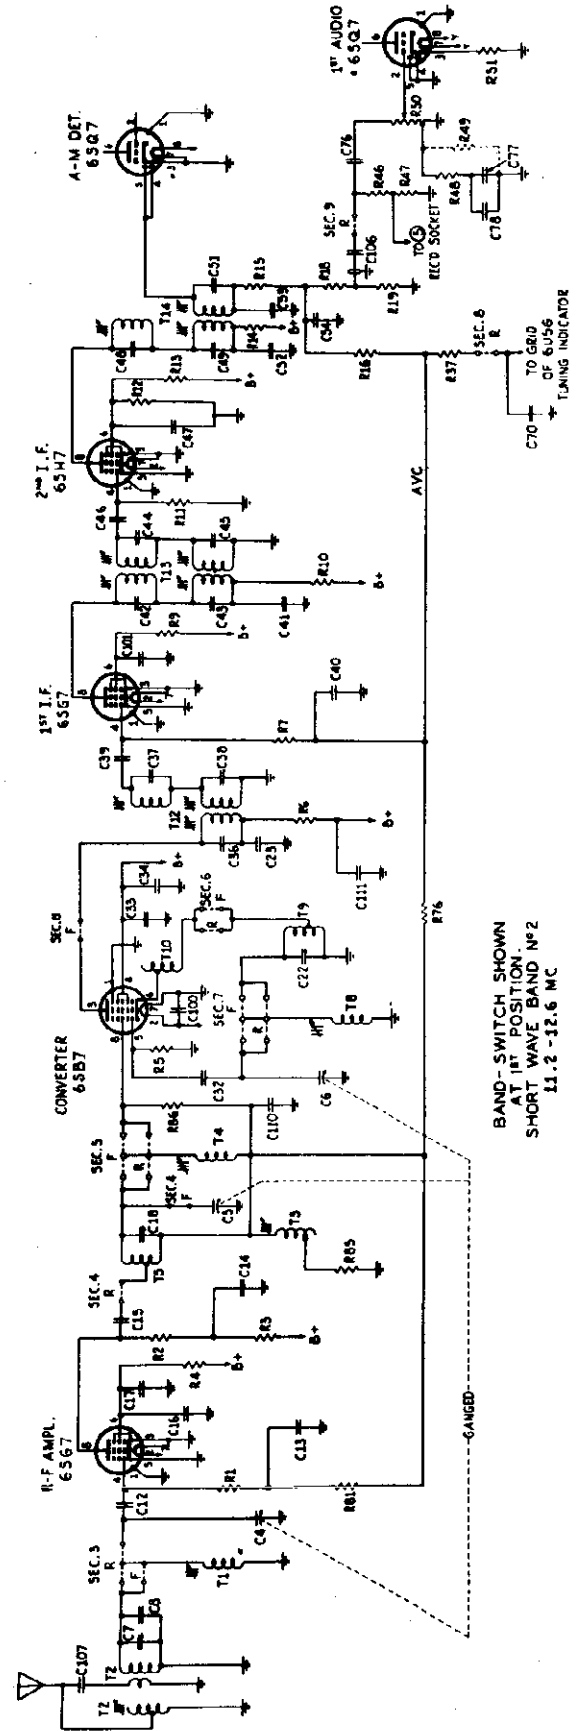 R-F AMPL.
6SG7
CONVERTER
6SB7
1ST I.F.
6SG7
2ND I.F.
6SH7
A-M DET.
6SQ7
1ST AUDIO
6SQ7
C107
T2
T2
C7
C8
SEC.3
R
F
T1
C4
C12
R1
C13
R81
C16
C17
R4
B+
R2
R3
B+
C14
C15
SEC.4
R
T5
C18
SEC.4
F
C5
R85
SEC.5
F
R
T4
R86
C110
C32
C6
R5
C100
SEC.7
F
R
T8
C22
T9
SEC.6
F
R
T10
C33
C34
B+
SEC.8
F
T12
C36
C23
R6
B+
C111
C37
C38
C39
R7
C40
C101
R9
B+
C41
C42
C43
T13
C44
C45
R10
B+
C46
R11
C47
R12
R13
B+
C48
C49
T14
R14
B+
C52
C51
R15
C54
R16
R18
R19
C106
SEC.9
R
R46
R47
TO 5
REC'D SOCKET
C76
R50
R49
R48
C77
C78
R51
AVC
R76
R37
SEC.8
R
C70
TO GRID
OF 6U5G
TUNING INDICATOR
GANGED
BAND-SWITCH SHOWN
AT 1ST POSITION.
SHORT WAVE BAND Nº2
11.2-12.6 MC